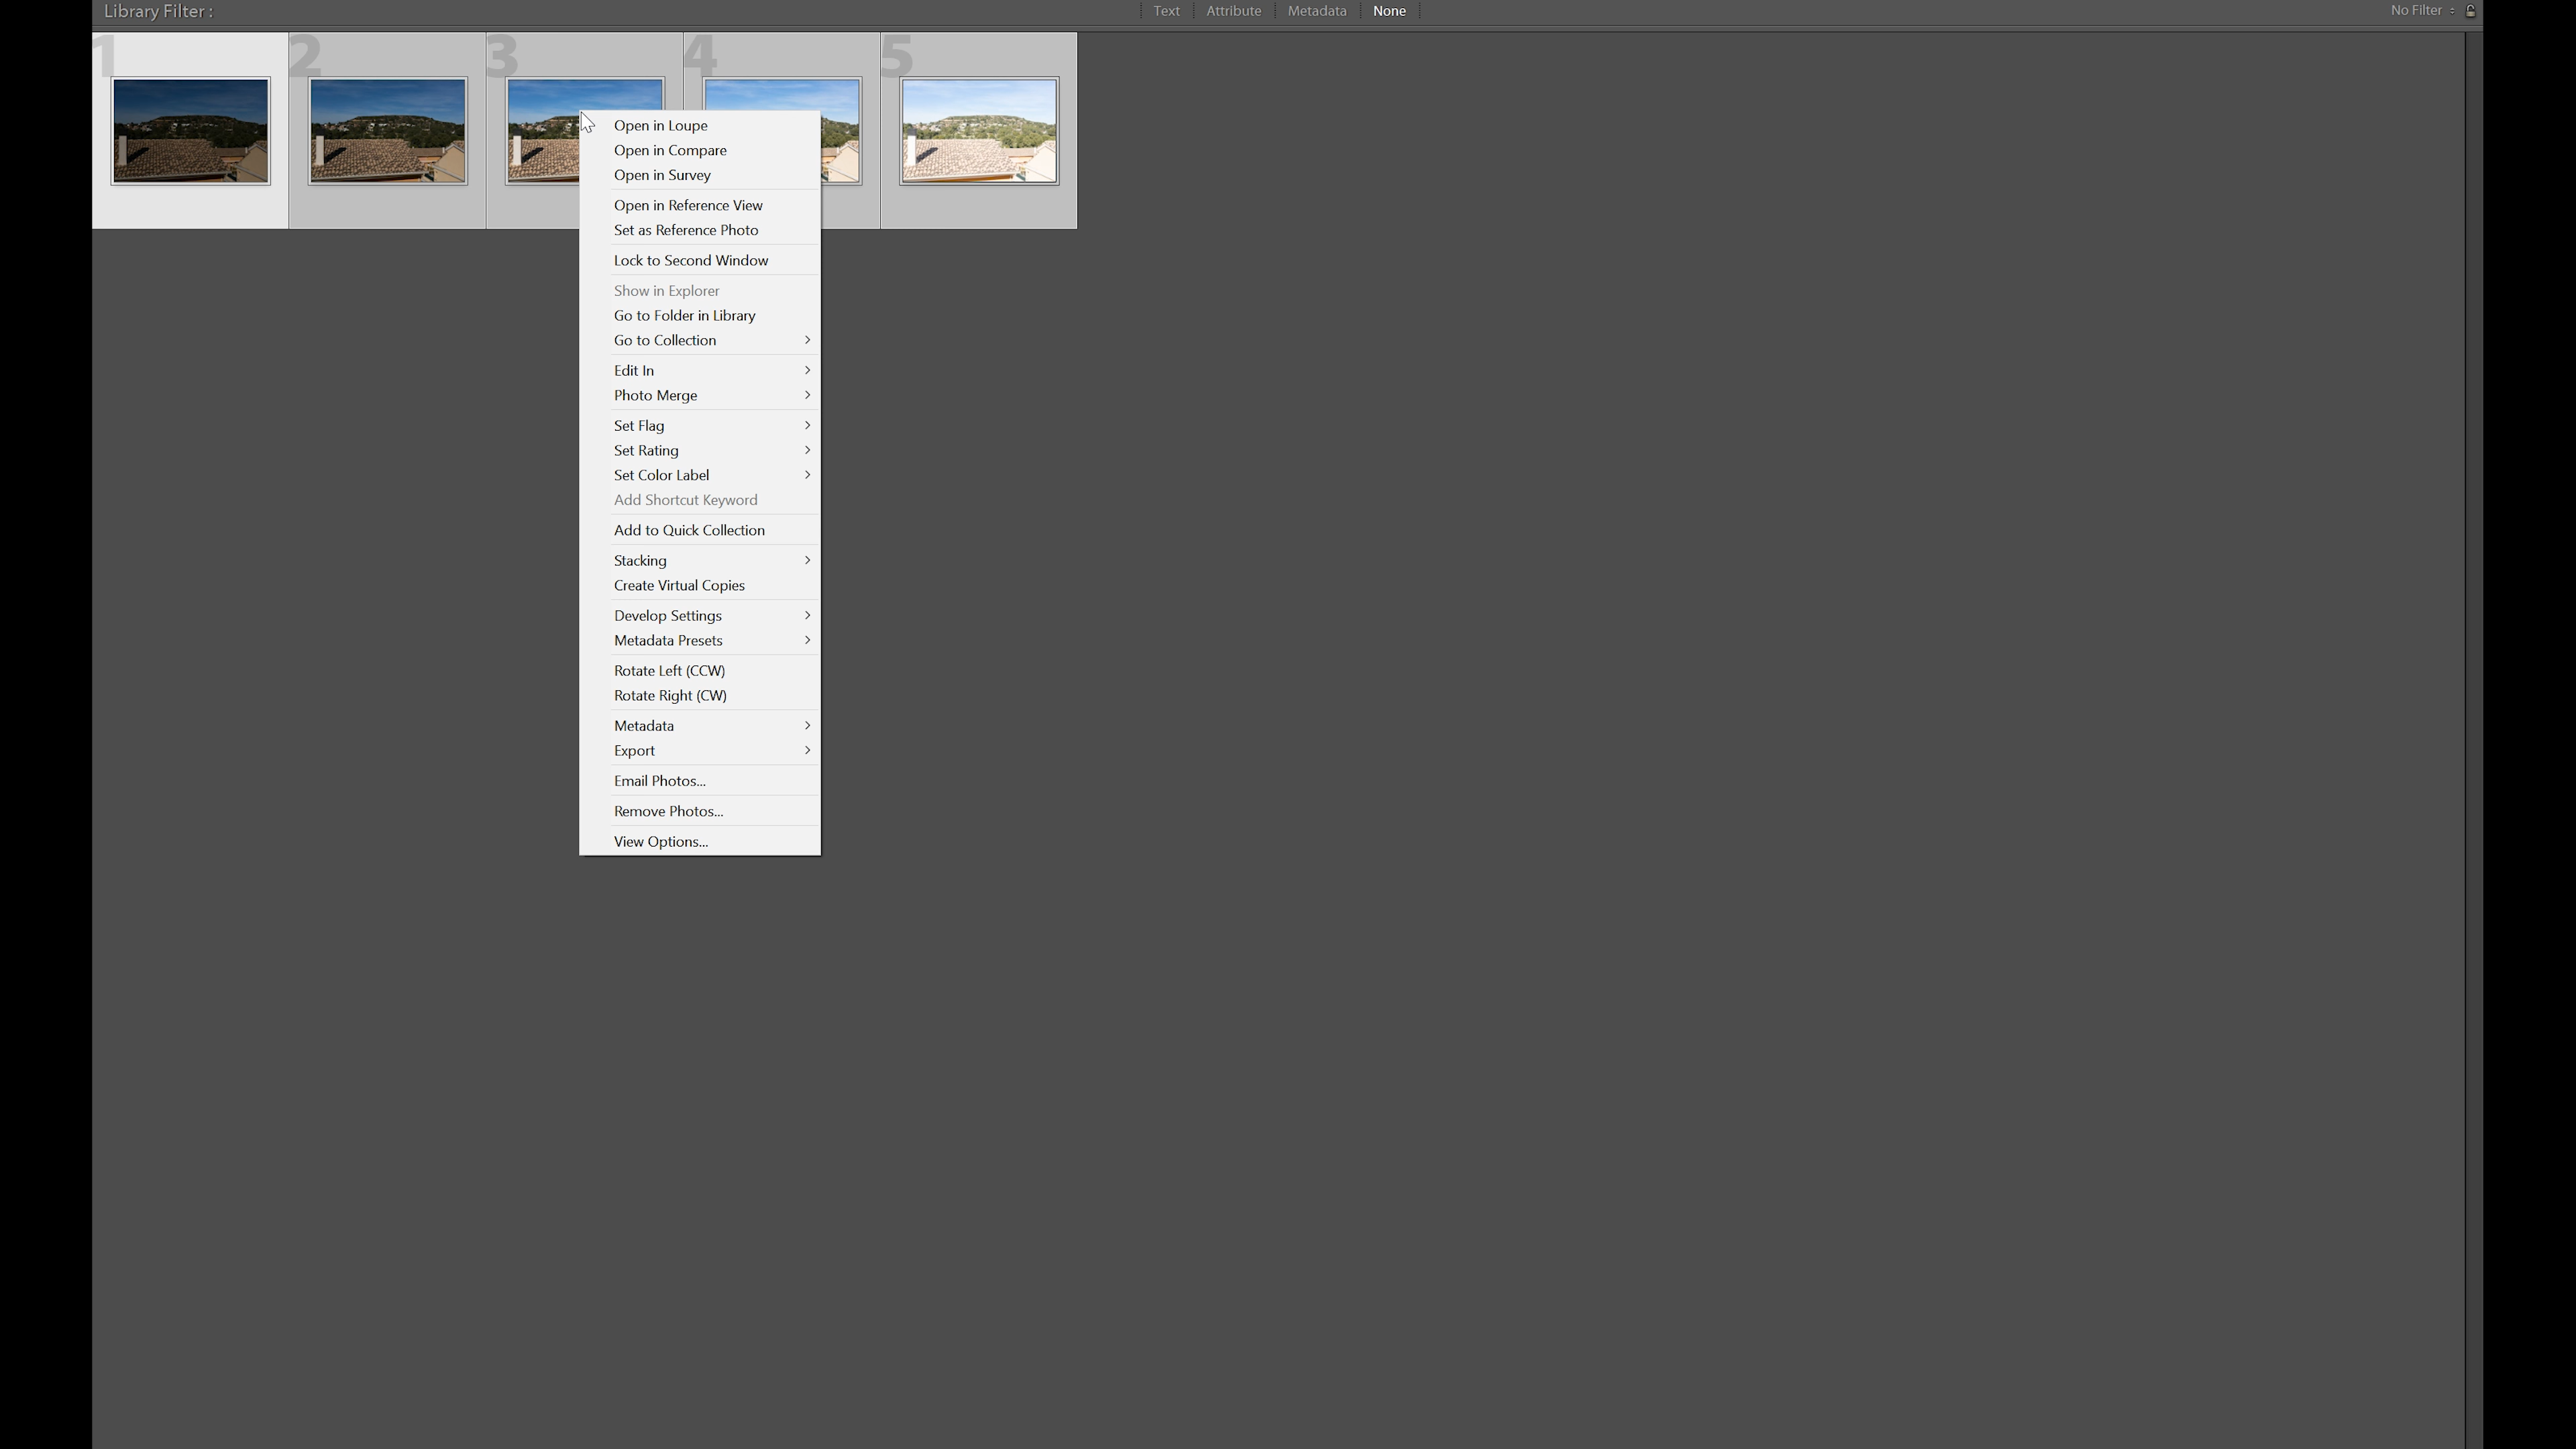 Library Filter :
Text Attribute Metadata None
No Filter
1 2 3 4 5
Open in Loupe
Open in Compare
Open in Survey
Open in Reference View
Set as Reference Photo
Lock to Second Window
Show in Explorer
Go to Folder in Library
Go to Collection
Edit In
Photo Merge
Set Flag
Set Rating
Set Color Label
Add Shortcut Keyword
Add to Quick Collection
Stacking
Create Virtual Copies
Develop Settings
Metadata Presets
Rotate Left (CCW)
Rotate Right (CW)
Metadata
Export
Email Photos...
Remove Photos...
View Options...